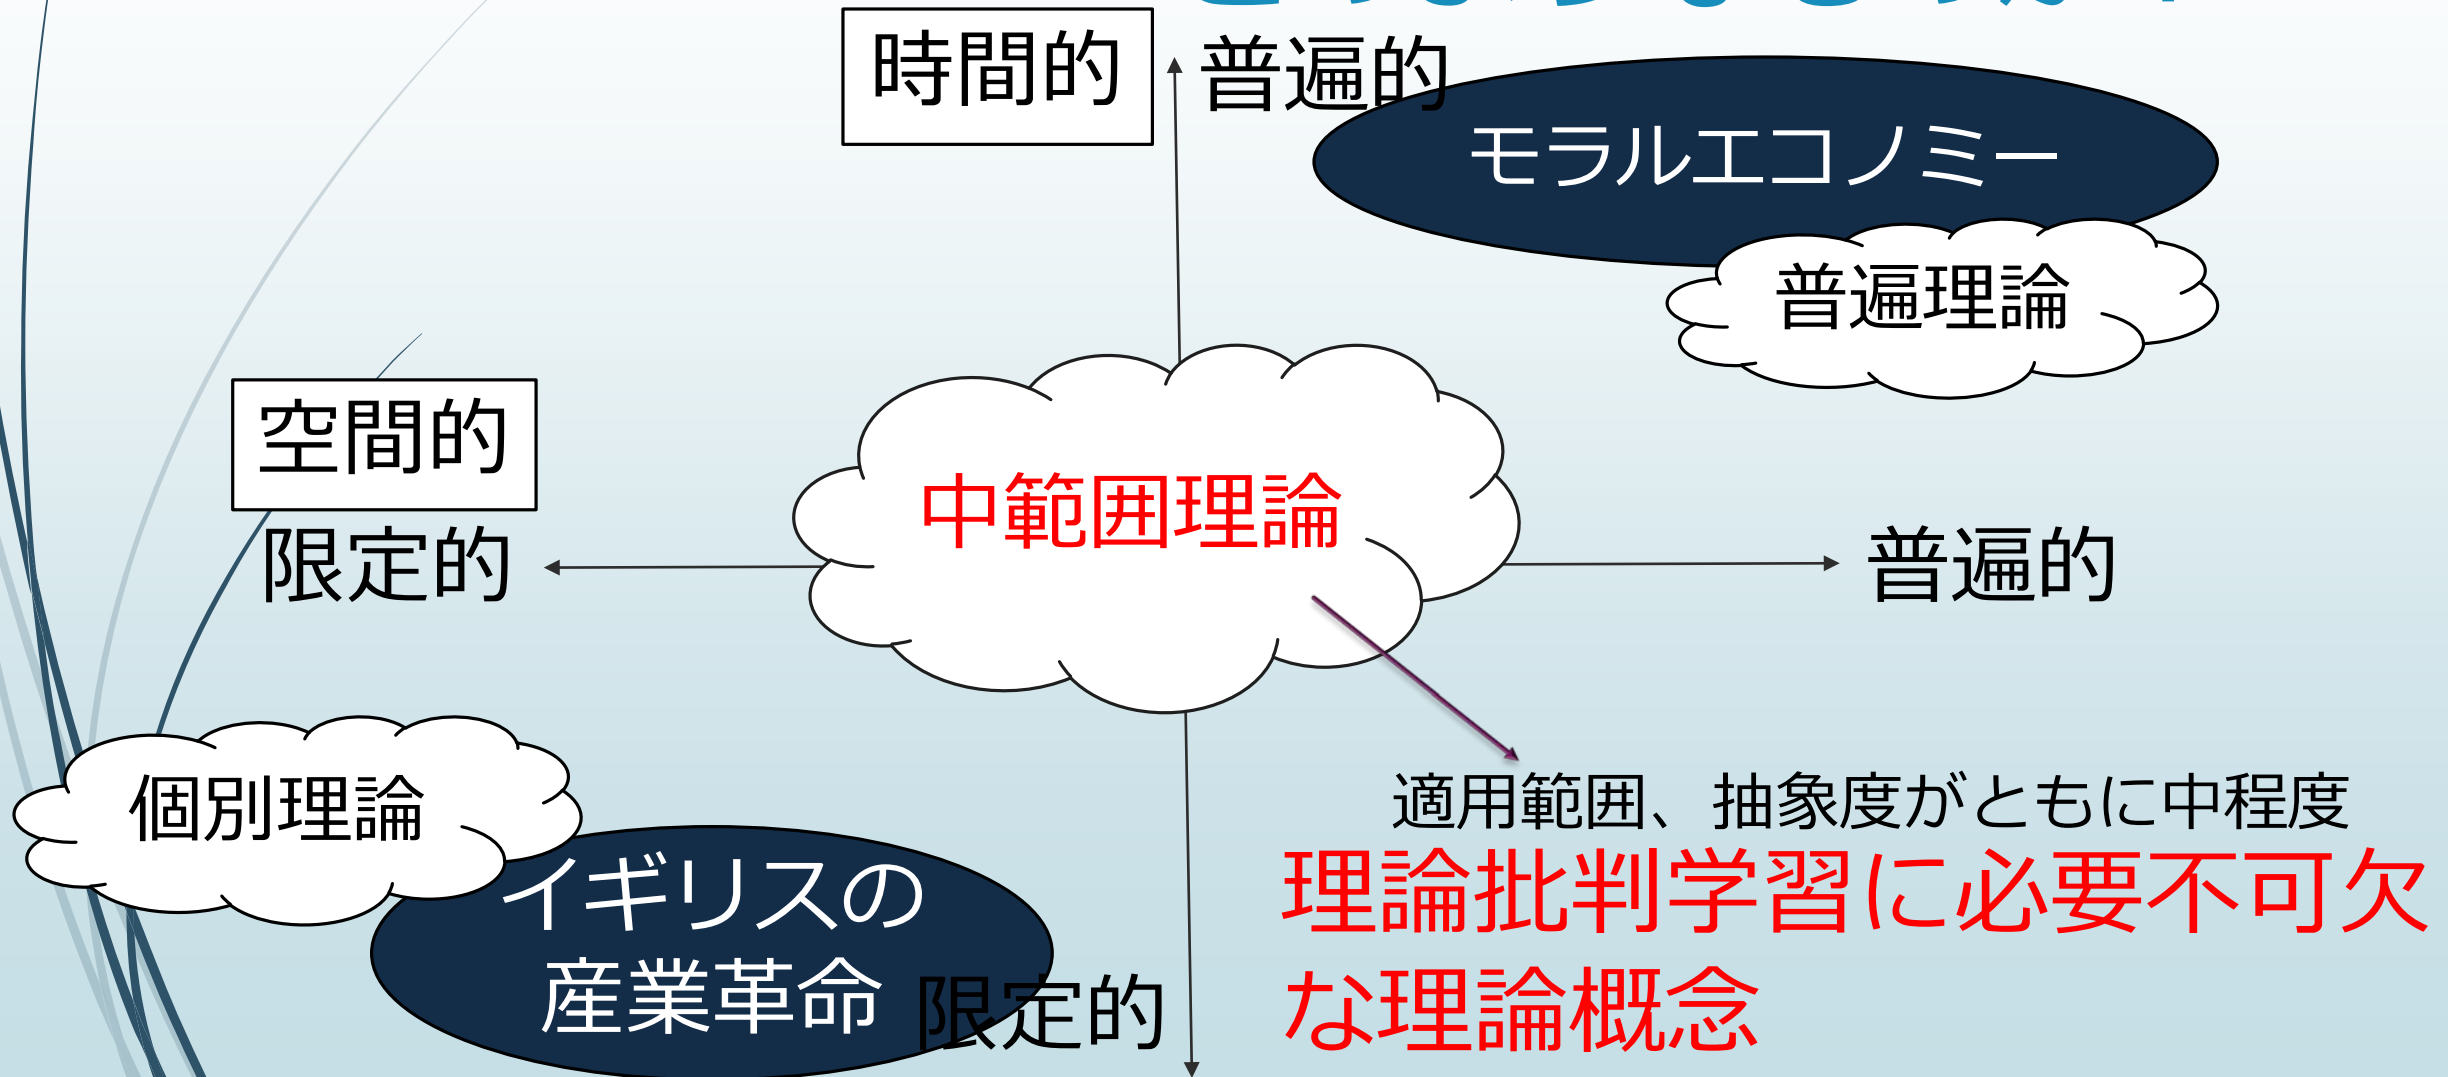 時間的
普遍的
モラルエコノミー
普遍理論
空間的
限定的
中範囲理論
普遍的
個別理論
イギリスの
産業革命
限定的
適用範囲、抽象度がともに中程度
理論批判学習に必要不可欠
な理論概念